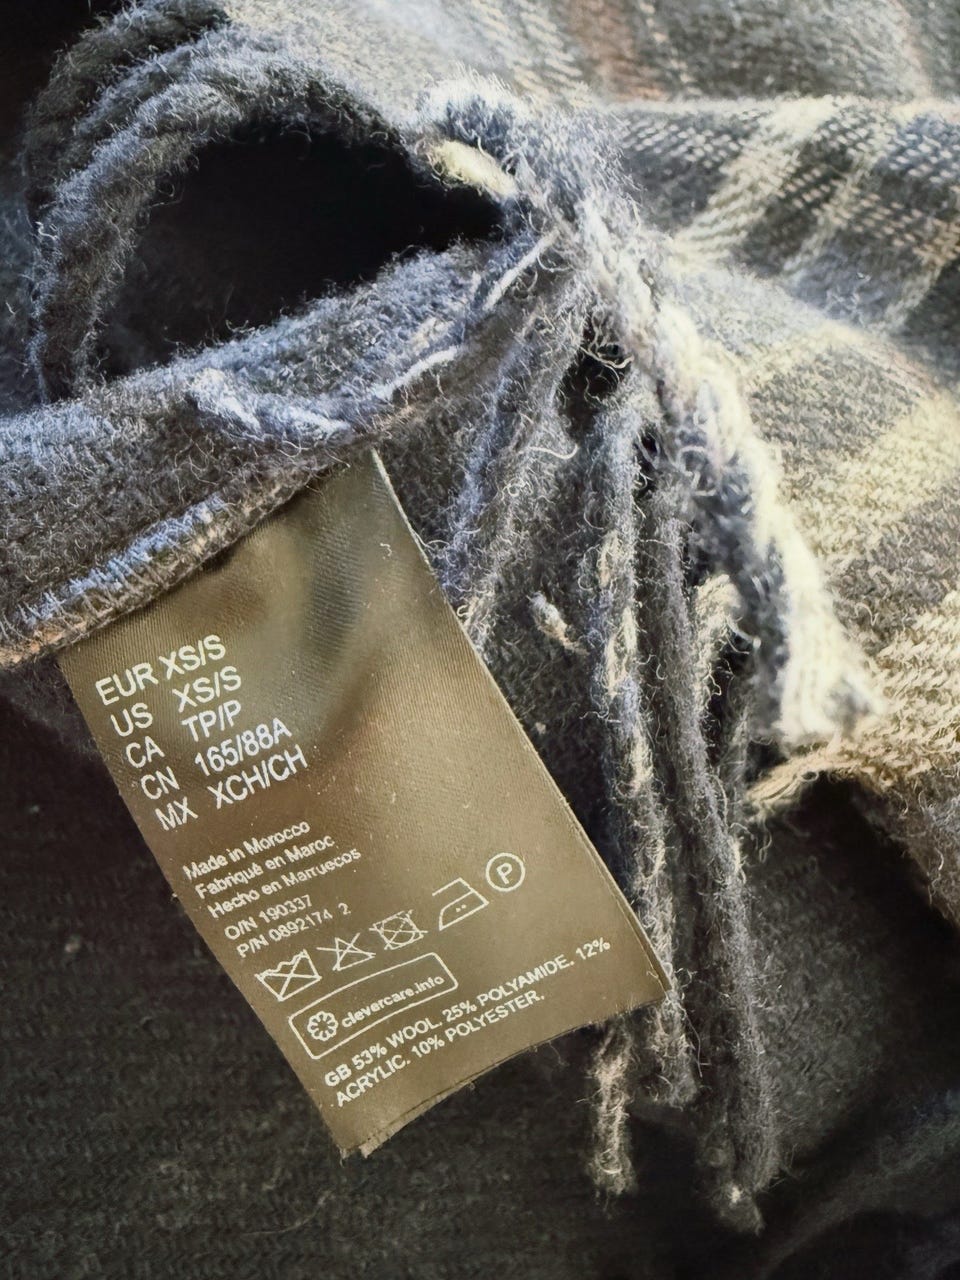 EUR XS/S
US XS/S
CA TP/P
CN 165/88A
MX XCH/CH
Made in Morocco
Fabriqué en Maroc
Hecho en Marruecos
O/N 190337
P/N 0892174 2
P
clevercare.info
GB 53% WOOL. 25% POLYAMIDE. 12%
ACRYLIC. 10% POLYESTER.